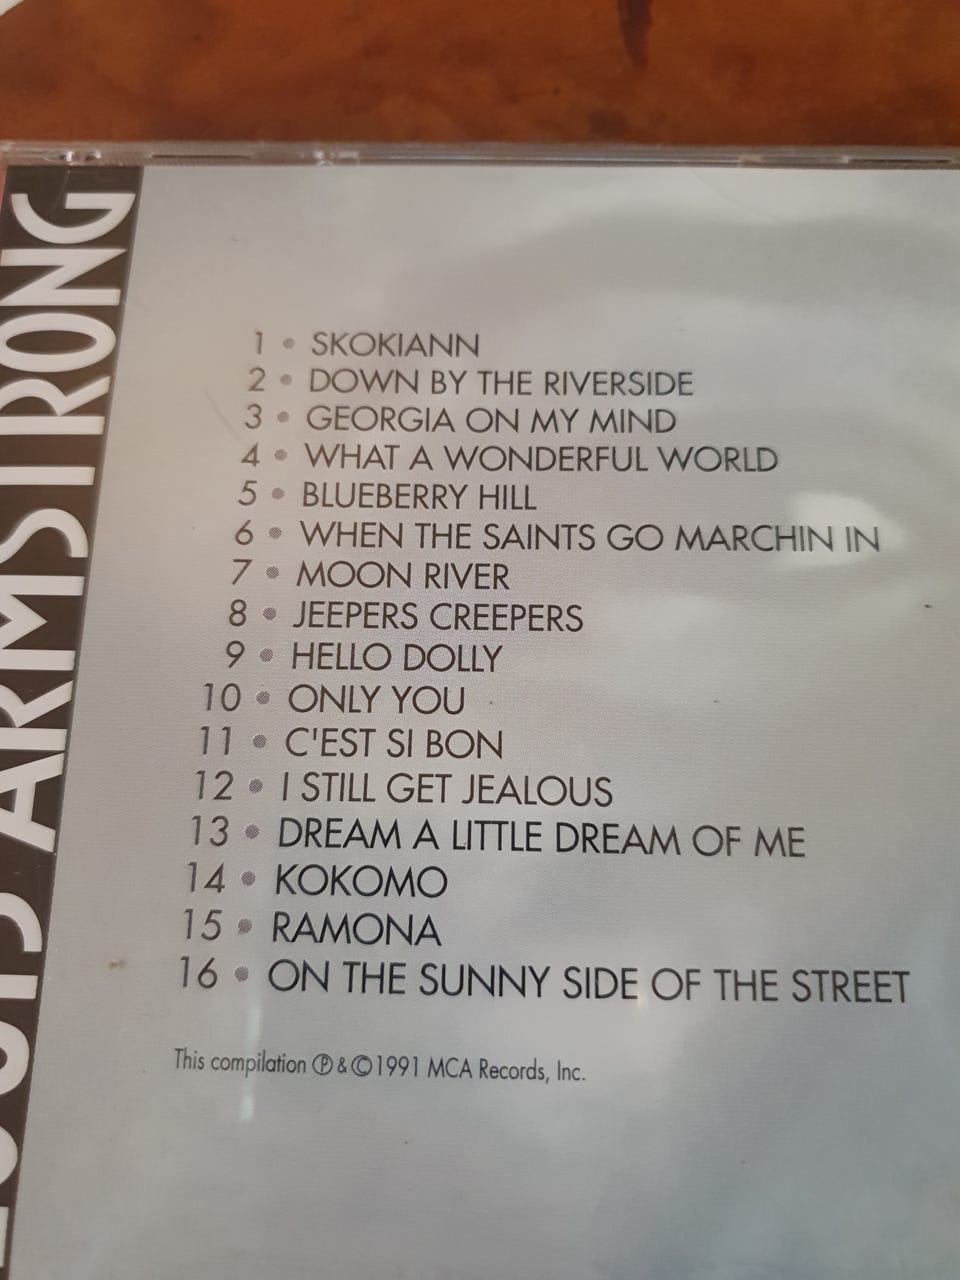 LOUIS ARMSTRONG
1 • SKOKIANN
2 • DOWN BY THE RIVERSIDE
3 • GEORGIA ON MY MIND
4 • WHAT A WONDERFUL WORLD
5 • BLUEBERRY HILL
6 • WHEN THE SAINTS GO MARCHIN IN
7 • MOON RIVER
8 • JEEPERS CREEPERS
9 • HELLO DOLLY
10 • ONLY YOU
11 • C'EST SI BON
12 • I STILL GET JEALOUS
13 • DREAM A LITTLE DREAM OF ME
14 • KOKOMO
15 • RAMONA
16 • ON THE SUNNY SIDE OF THE STREET
This compilation ℗ & © 1991 MCA Records, Inc.